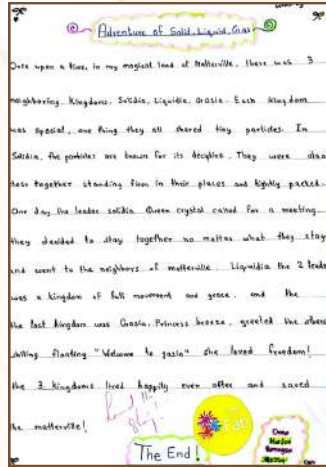 Adventure of Solid, Liquid, Gas
Once upon a time, in my magical land of Matterville, there was 3
neighboring kingdoms. Solidia, Liquidia, Gasia. Each kingdom
was special, one thing they all shared tiny particles. In
Solidia, the particles are known for its They were also
close together standing firm in their places and tightly packed.
One day the leader solidia Queen crystal called for a meeting.
they decided to stay together no matter what they stay
and went to the neighbors of matterville. Liquidia the 2
was a kingdom of full movement and grace. and the
the last kingdom was Gasia, Princess breeze, greeted the others
floating "Welcome to gasia" she loved freedom!
the 3 kingdoms lived happily ever after and saved
the matterville!
The End!